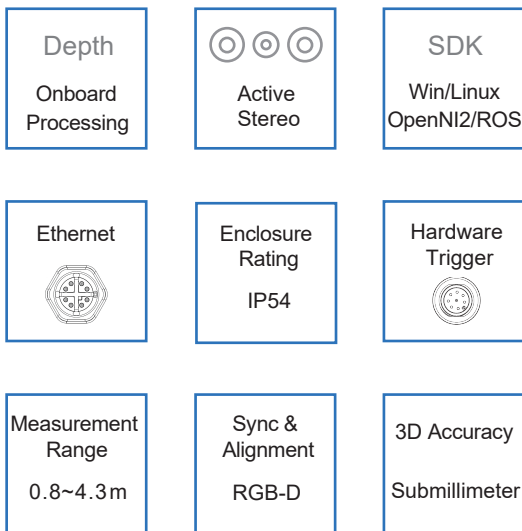 Depth
Onboard
Processing
Active
Stereo
SDK
Win/Linux
OpenNI2/ROS
Ethernet
Enclosure
Rating
IP54
Hardware
Trigger
Measurement
Range
0.8~4.3m
Sync &
Alignment
RGB-D
3D Accuracy
Submillimeter